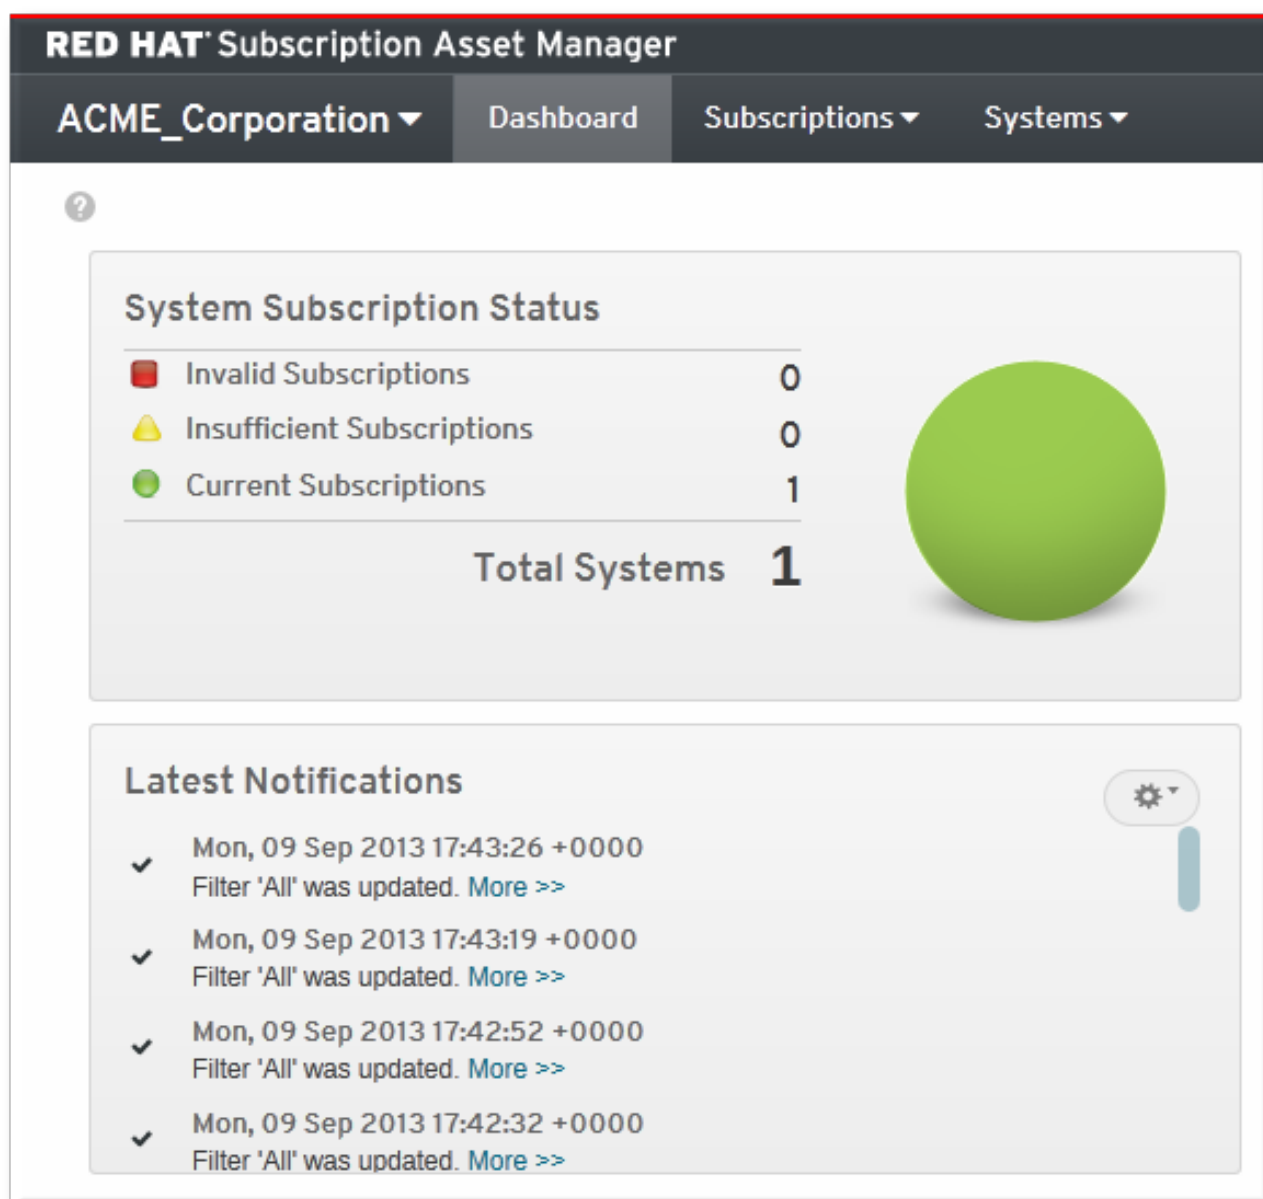 RED HAT Subscription Asset Manager
ACME_Corporation Dashboard Subscriptions Systems
?
System Subscription Status
Invalid Subscriptions 0
Insufficient Subscriptions 0
Current Subscriptions 1
Total Systems 1
Latest Notifications
Mon, 09 Sep 2013 17:43:26 +0000
Filter 'All' was updated. More >>
Mon, 09 Sep 2013 17:43:19 +0000
Filter 'All' was updated. More >>
Mon, 09 Sep 2013 17:42:52 +0000
Filter 'All' was updated. More >>
Mon, 09 Sep 2013 17:42:32 +0000
Filter 'All' was updated. More >>